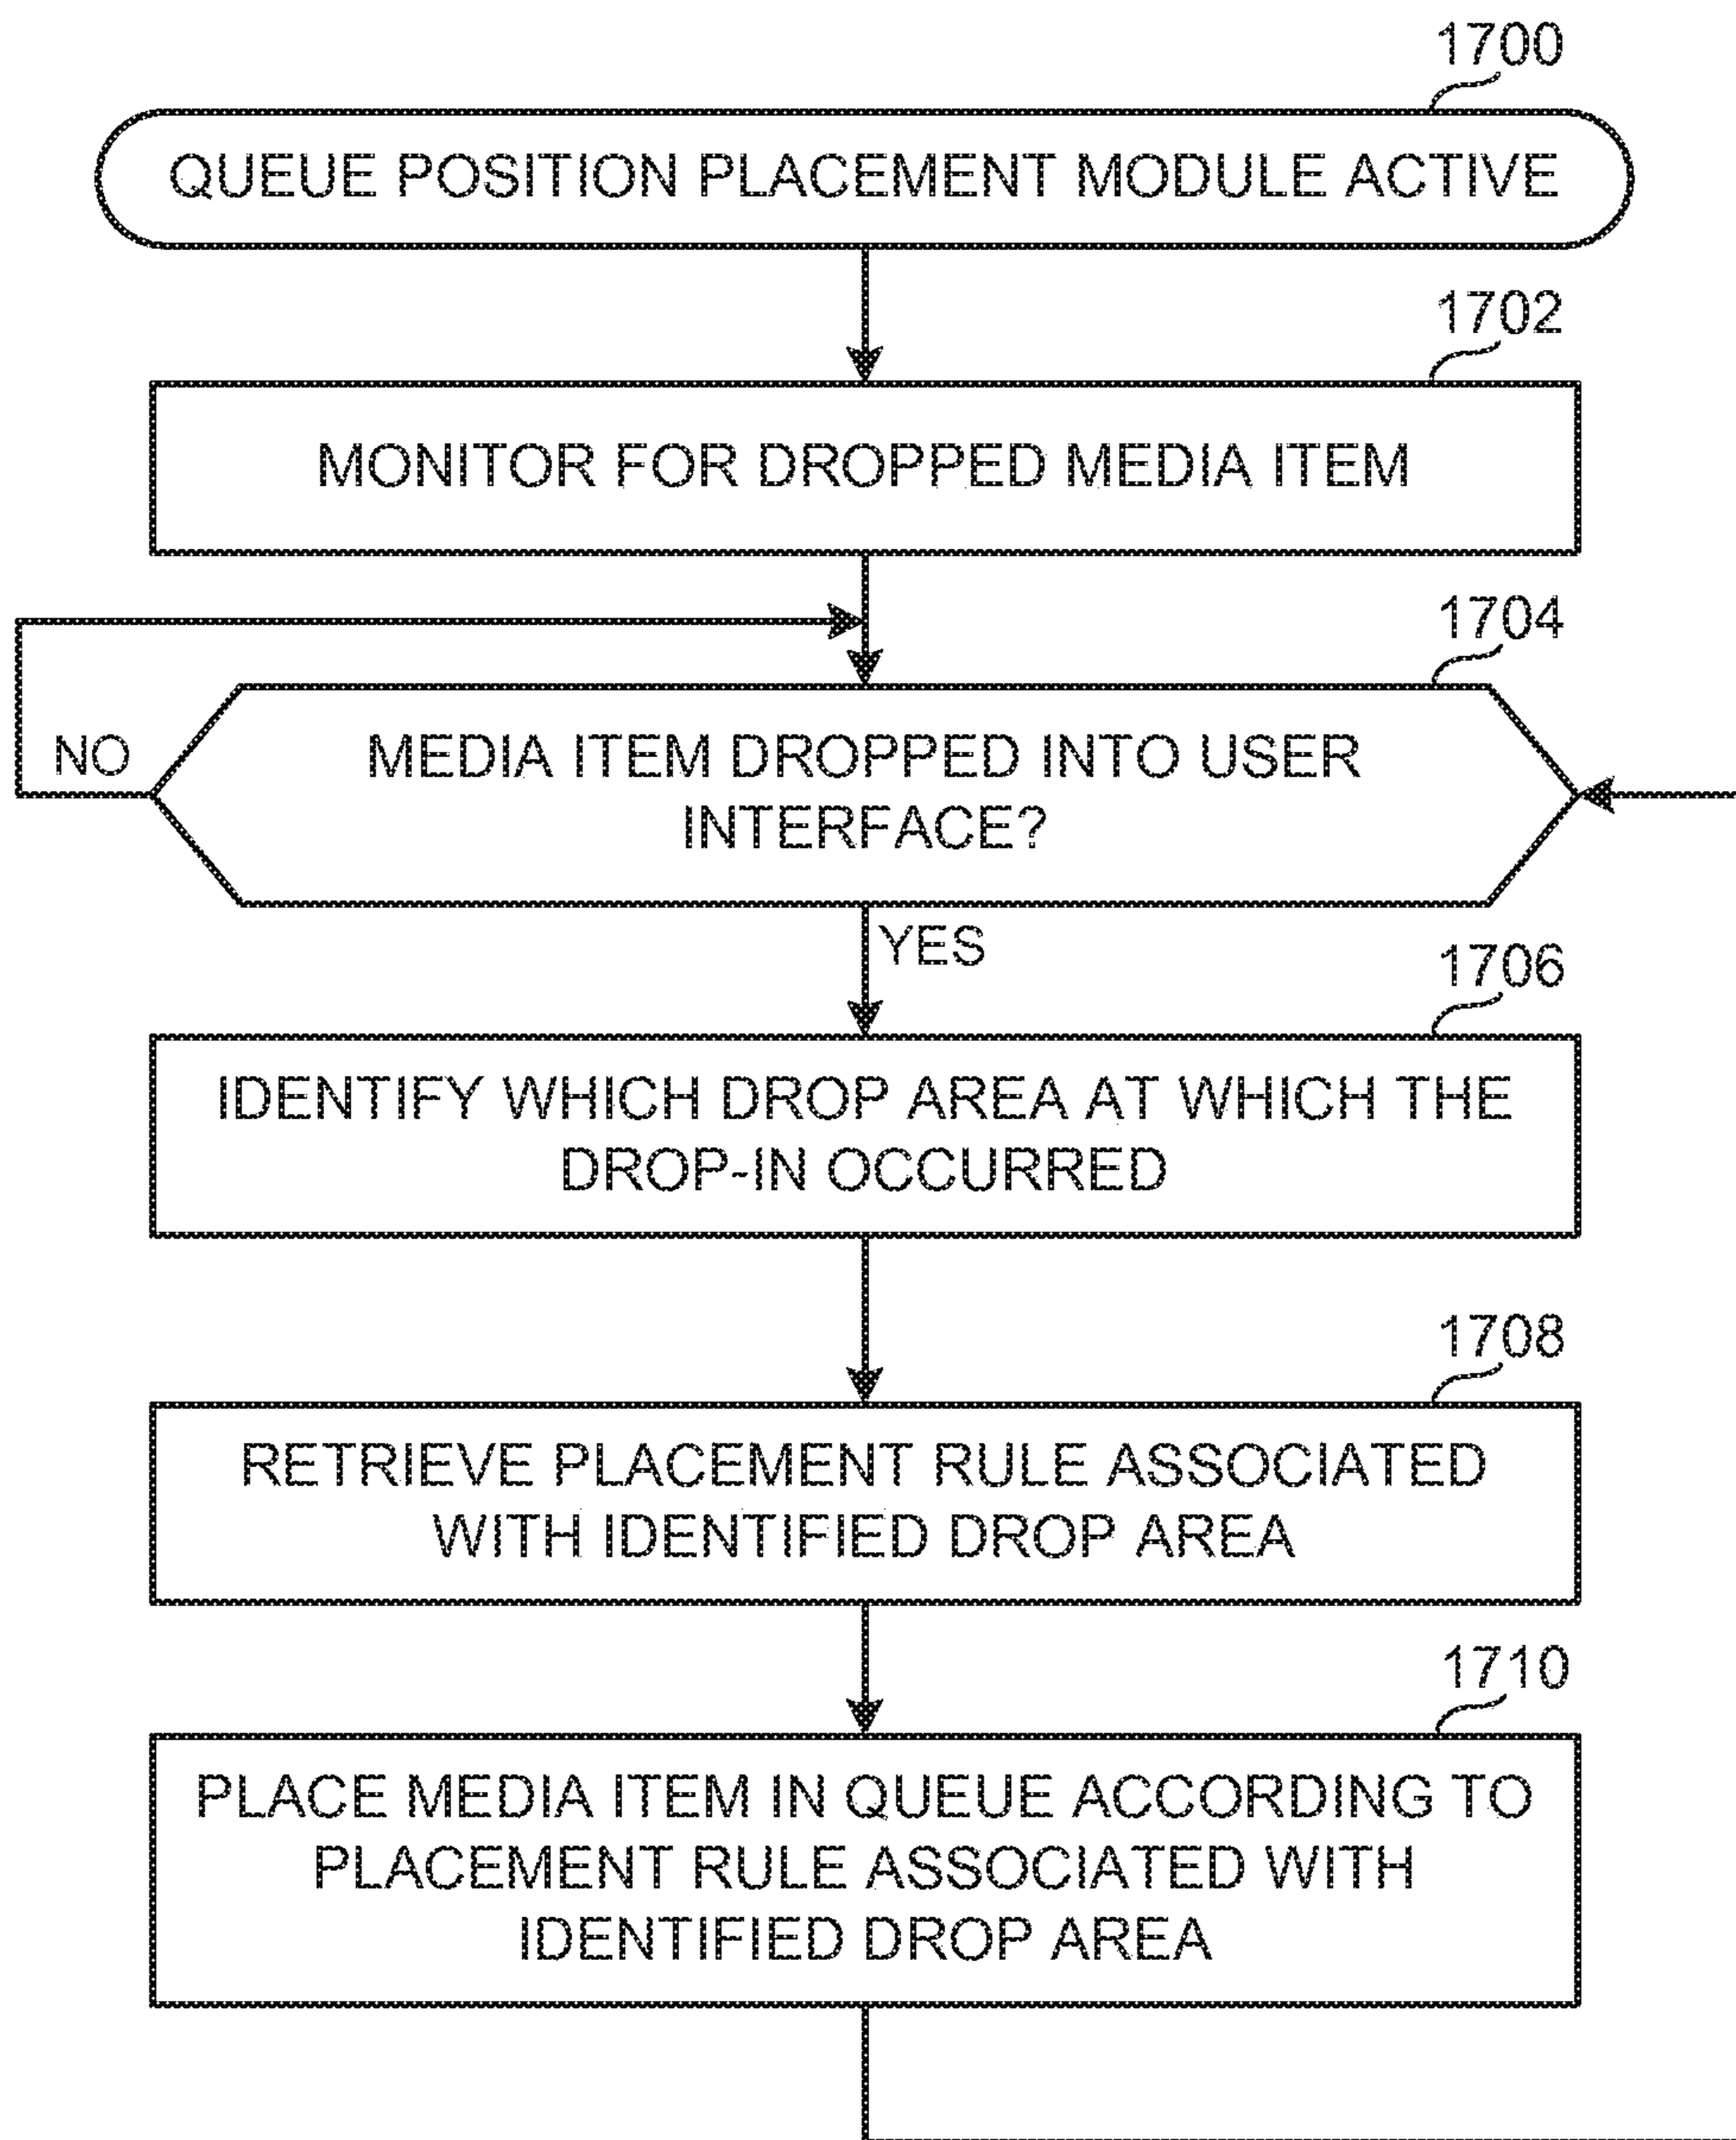 1700
QUEUE POSITION PLACEMENT MODULE ACTIVE
1702
MONITOR FOR DROPPED MEDIA ITEM
1704
MEDIA ITEM DROPPED INTO USER
INTERFACE?
NO
YES
1706
IDENTIFY WHICH DROP AREA AT WHICH THE
DROP-IN OCCURRED
1708
RETRIEVE PLACEMENT RULE ASSOCIATED
WITH IDENTIFIED DROP AREA
1710
PLACE MEDIA ITEM IN QUEUE ACCORDING TO
PLACEMENT RULE ASSOCIATED WITH
IDENTIFIED DROP AREA